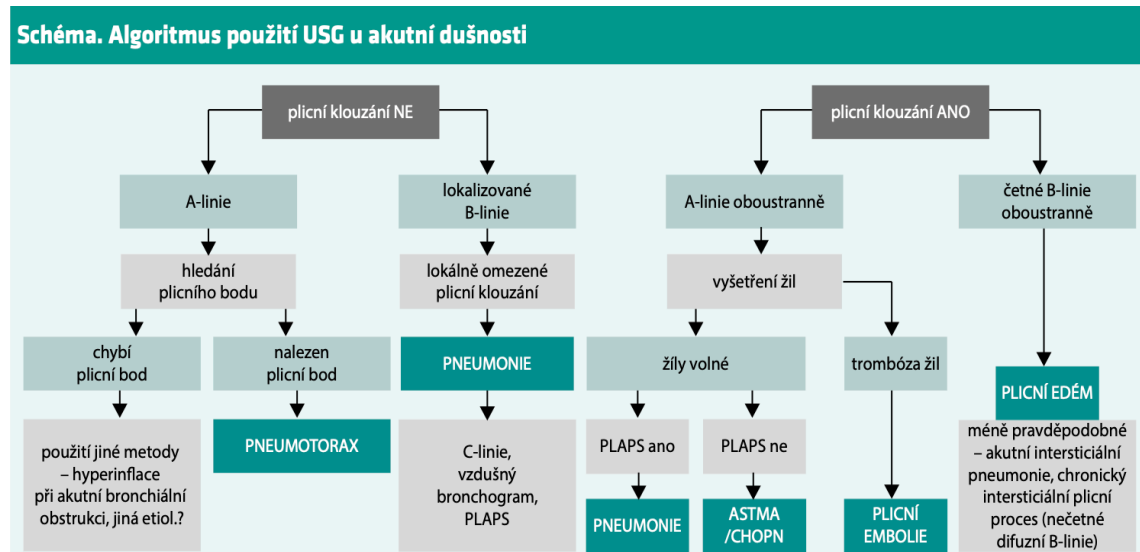 Schéma. Algoritmus použití USG u akutní dušnosti
plicní klouzání NE
plicní klouzání ANO
A-linie
lokalizované
B-linie
A-linie oboustranně
četné B-linie
oboustranně
hledání
plicního bodu
lokálně omezené
plicní klouzání
vyšetření žil
chybí
plicní bod
nalezen
plicní bod
PNEUMONIE
žíly volné
trombóza žil
PLICNÍ EDÉM
použití jiné metody
– hyperinflace
při akutní bronchiální
obstrukci, jiná etiol.?
PNEUMOTORAX
C-linie,
vzdušný
bronchogram,
PLAPS
PLAPS ano
PLAPS ne
PNEUMONIE
ASTMA
/CHOPN
PLICNÍ
EMBOLIE
méně pravděpodobné
– akutní intersticiální
pneumonie, chronický
intersticiální plicní
proces (nečetné
difuzní B-linie)